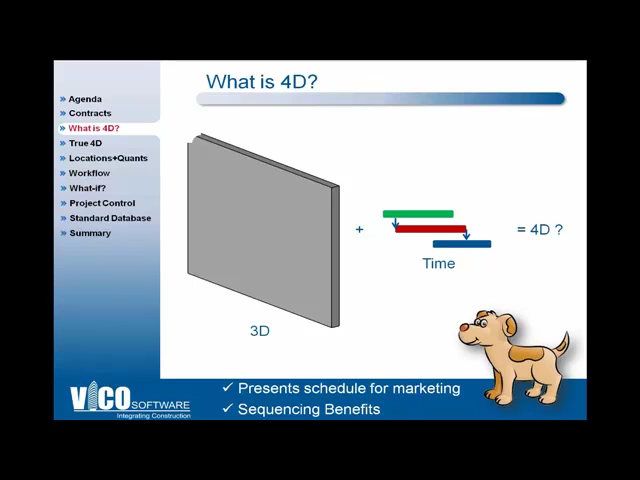 What is 4D?
» Agenda
» Contracts
» What is 4D?
» True 4D
» Locations+Quants
» Workflow
» What-if?
» Project Control
» Standard Database
» Summary
+
= 4D ?
Time
3D
✓ Presents schedule for marketing
✓ Sequencing Benefits
VICO SOFTWARE
Integrating Construction